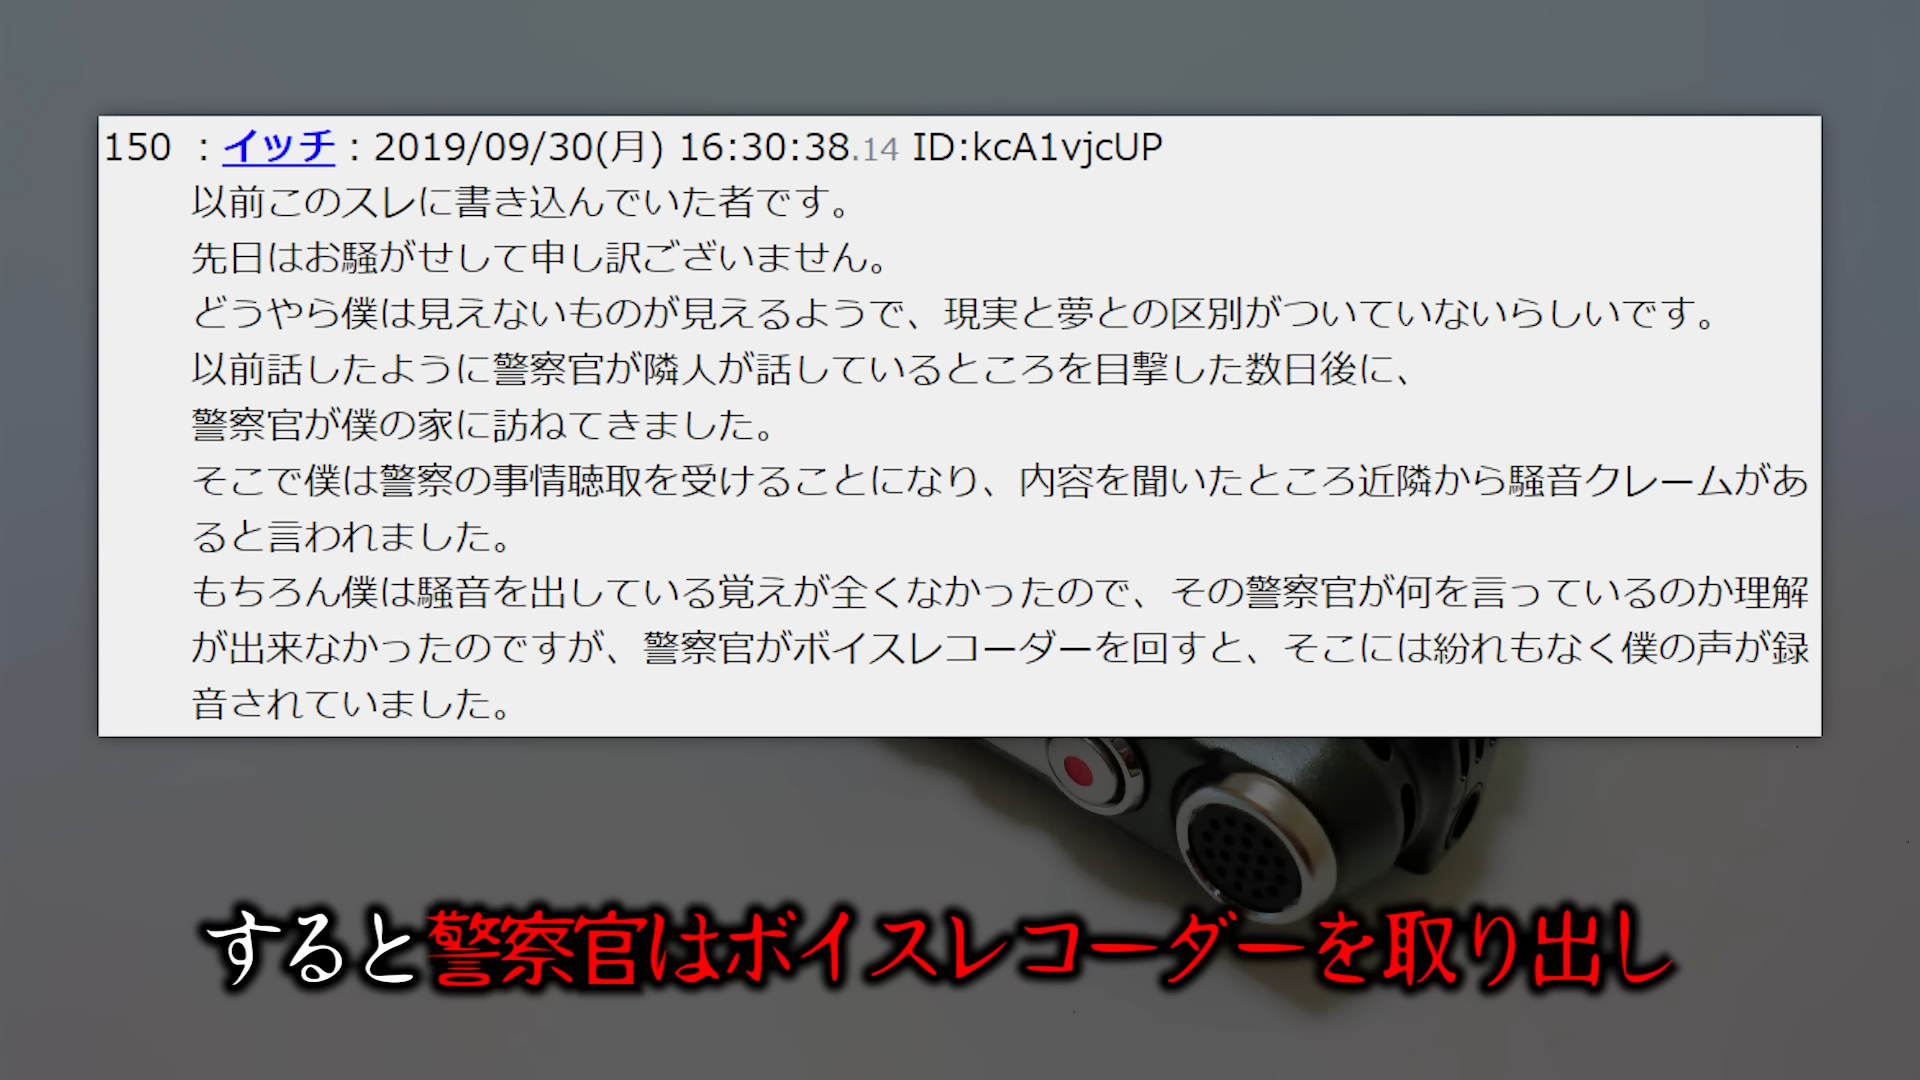 150 ：イッチ：2019/09/30(月) 16:30:38.14 ID:kcA1vjcUP
以前このスレに書き込んでいた者です。
先日はお騒がせして申し訳ございません。
どうやら僕は見えないものが見えるようで、現実と夢との区別がついていないらしいです。
以前話したように警察官が隣人が話しているところを目撃した数日後に、
警察官が僕の家に訪ねてきました。
そこで僕は警察の事情聴取を受けることになり、内容を聞いたところ近隣から騒音クレームがあ
ると言われました。
もちろん僕は騒音を出している覚えが全くなかったので、その警察官が何を言っているのか理解
が出来なかったのですが、警察官がボイスレコーダーを回すと、そこには紛れもなく僕の声が録
音されていました。
すると警察官はボイスレコーダーを取り出し